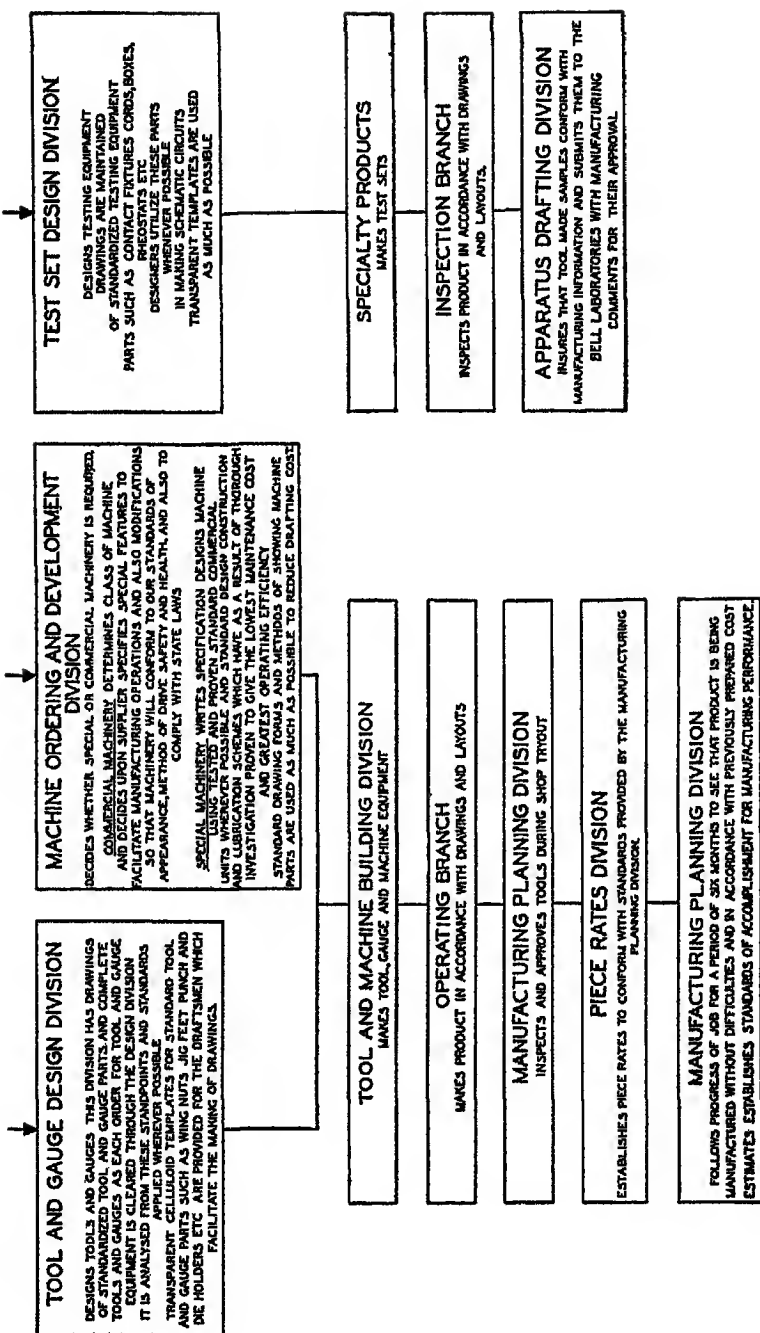 TOOL AND GAUGE DESIGN DIVISION
DESIGNS TOOLS AND GAUGES THIS DIVISION HAS DRAWINGS
OF STANDARDIZED TOOL AND GAUGE PARTS AND COMPLETE
TOOLS AND GAUGES AS EACH ORDER FOR TOOL AND GAUGE
EQUIPMENT IS CLEARED THROUGH THE DESIGN DIVISION
IT IS ANALYSED FROM THESE STANDPOINTS AND STANDARDS
APPLIED WHEREVER POSSIBLE
TRANSPARENT CELLULOID TEMPLATES FOR STANDARD TOOL
AND GAUGE PARTS SUCH AS WING NUTS JIG FEET PUNCH AND
DIE HOLDERS ETC ARE PROVIDED FOR THE DRAFTSMEN WHICH
FACILITATE THE MAKING OF DRAWINGS.
MACHINE ORDERING AND DEVELOPMENT
DIVISION
DECIDES WHETHER SPECIAL OR COMMERCIAL MACHINERY IS REQUIRED,
COMMERCIAL MACHINERY DETERMINES CLASS OF MACHINE
AND DECIDES UPON SUPPLIER SPECIFIES SPECIAL FEATURES TO
FACILITATE MANUFACTURING OPERATIONS AND ALSO MODIFICATIONS
SO THAT MACHINERY WILL CONFORM TO OUR STANDARDS OF
APPEARANCE, METHOD OF DRIVE SAFETY AND HEALTH, AND ALSO TO
COMPLY WITH STATE LAWS
SPECIAL MACHINERY WRITES SPECIFICATION DESIGNS MACHINE
USING TESTED AND PROVEN STANDARD COMMERCIAL
UNITS WHEREVER POSSIBLE AND STANDARD DESIGN CONSTRUCTION
AND LUBRICATION SCHEMES WHICH HAVE AS A RESULT OF THOROUGH
INVESTIGATION PROVEN TO GIVE THE LOWEST MAINTENANCE COST
AND GREATEST OPERATING EFFICIENCY
STANDARD DRAWING FORMS AND METHDOS OF SHOWING MACHINE
PARTS ARE USED AS MUCH AS POSSIBLE TO REDUCE DRAFTING COST.
TEST SET DESIGN DIVISION
DESIGNS TESTING EQUIPMENT
DRAWINGS ARE MAINTAINED
OF STANDARDIZED TESTING EQUIPMENT
PARTS SUCH AS CONTACT FIXTURES CORDS, BOXES,
RHEOSTATS ETC
DESIGNERS UTILIZE THESE PARTS
WHENEVER POSSIBLE
IN MAKING SCHEMATIC CIRCUITS
TRANSPARENT TEMPLATES ARE USED
AS MUCH AS POSSIBLE
TOOL AND MACHINE BUILDING DIVISION
MAKES TOOL, GAUGE AND MACHINE EQUIPMENT
OPERATING BRANCH
MAKES PRODUCT IN ACCORDANCE WITH DRAWINGS AND LAYOUTS
MANUFACTURING PLANNING DIVISION
INSPECTS AND APPROVES TOOLS DURING SHOP TRYOUT
PIECE RATES DIVISION
ESTABLISHES PIECE RATES TO CONFORM WITH STANDARDS PROVIDED BY THE MANUFACTURING
PLANNING DIVISION.
MANUFACTURING PLANNING DIVISION
FOLLOWS PROGRESS OF JOB FOR A PERIOD OF SIX MONTHS TO SEE THAT PRODUCT IS BEING
MANUFACTURED WITHOUT DIFFICULTIES AND IN ACCORDANCE WITH PREVIOUSLY PREPARED COST
ESTIMATES ESTABLISHES STANDARDS OF ACCOMPLISHMENT FOR MANUFACTURING PERFORMANCE.
SPECIALTY PRODUCTS
MAKES TEST SETS
INSPECTION BRANCH
INSPECTS PRODUCT IN ACCORDANCE WITH DRAWINGS
AND LAYOUTS.
APPARATUS DRAFTING DIVISION
INSURES THAT TOOL MADE SAMPLES CONFORM WITH
MANUFACTURING INFORMATION AND SUBMITS THEM TO THE
BELL LABORATORIES WITH MANUFACTURING
COMMENTS FOR THEIR APPROVAL